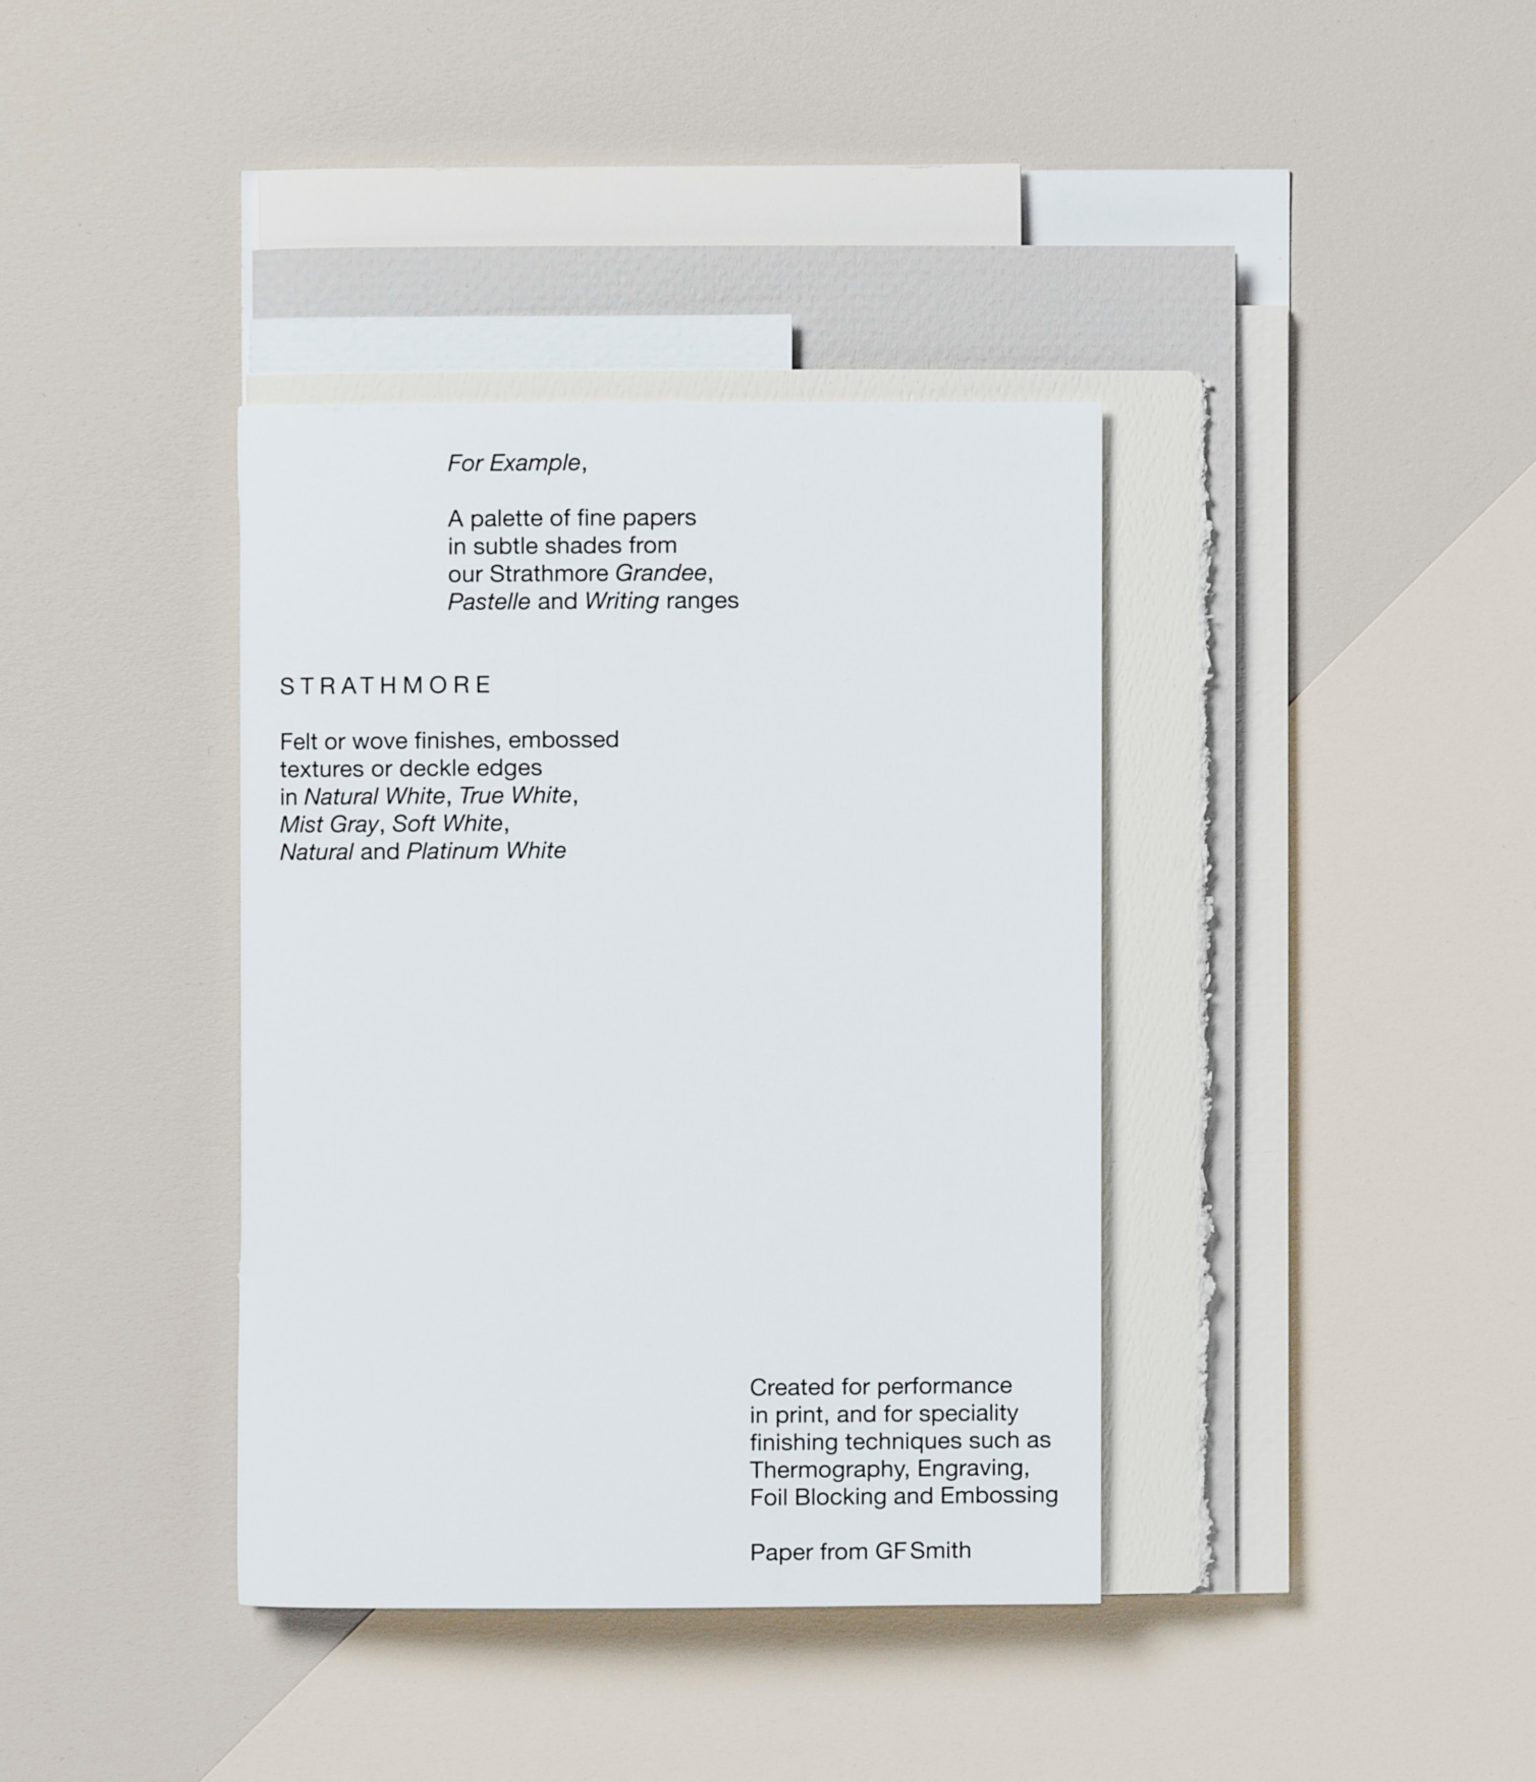 For Example,
A palette of fine papers
in subtle shades from
our Strathmore Grandee,
Pastelle and Writing ranges
STRATHMORE
Felt or wove finishes, embossed
textures or deckle edges
in Natural White, True White,
Mist Gray, Soft White,
Natural and Platinum White
Created for performance
in print, and for speciality
finishing techniques such as
Thermography, Engraving,
Foil Blocking and Embossing
Paper from GFSmith